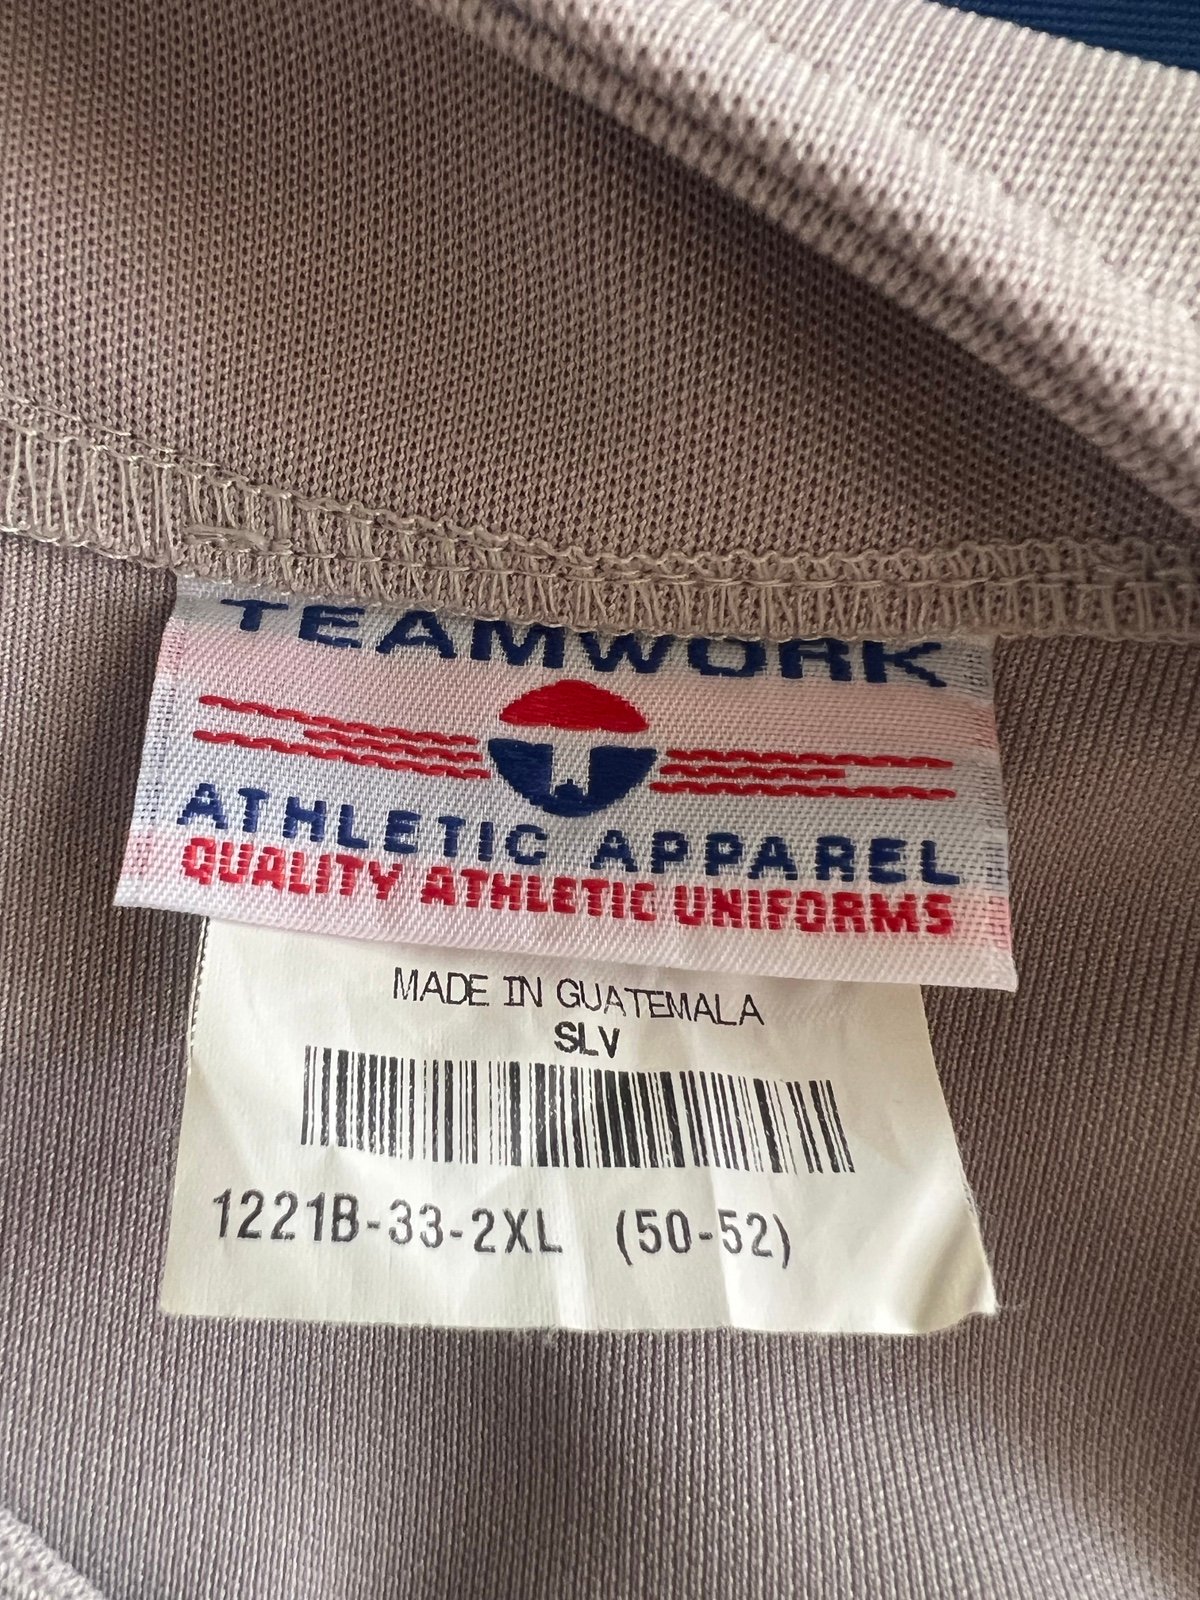 TEAMWORK
ATHLETIC APPAREL
QUALITY ATHLETIC UNIFORMS
MADE IN GUATEMALA
SLV
1221B-33-2XL (50-52)